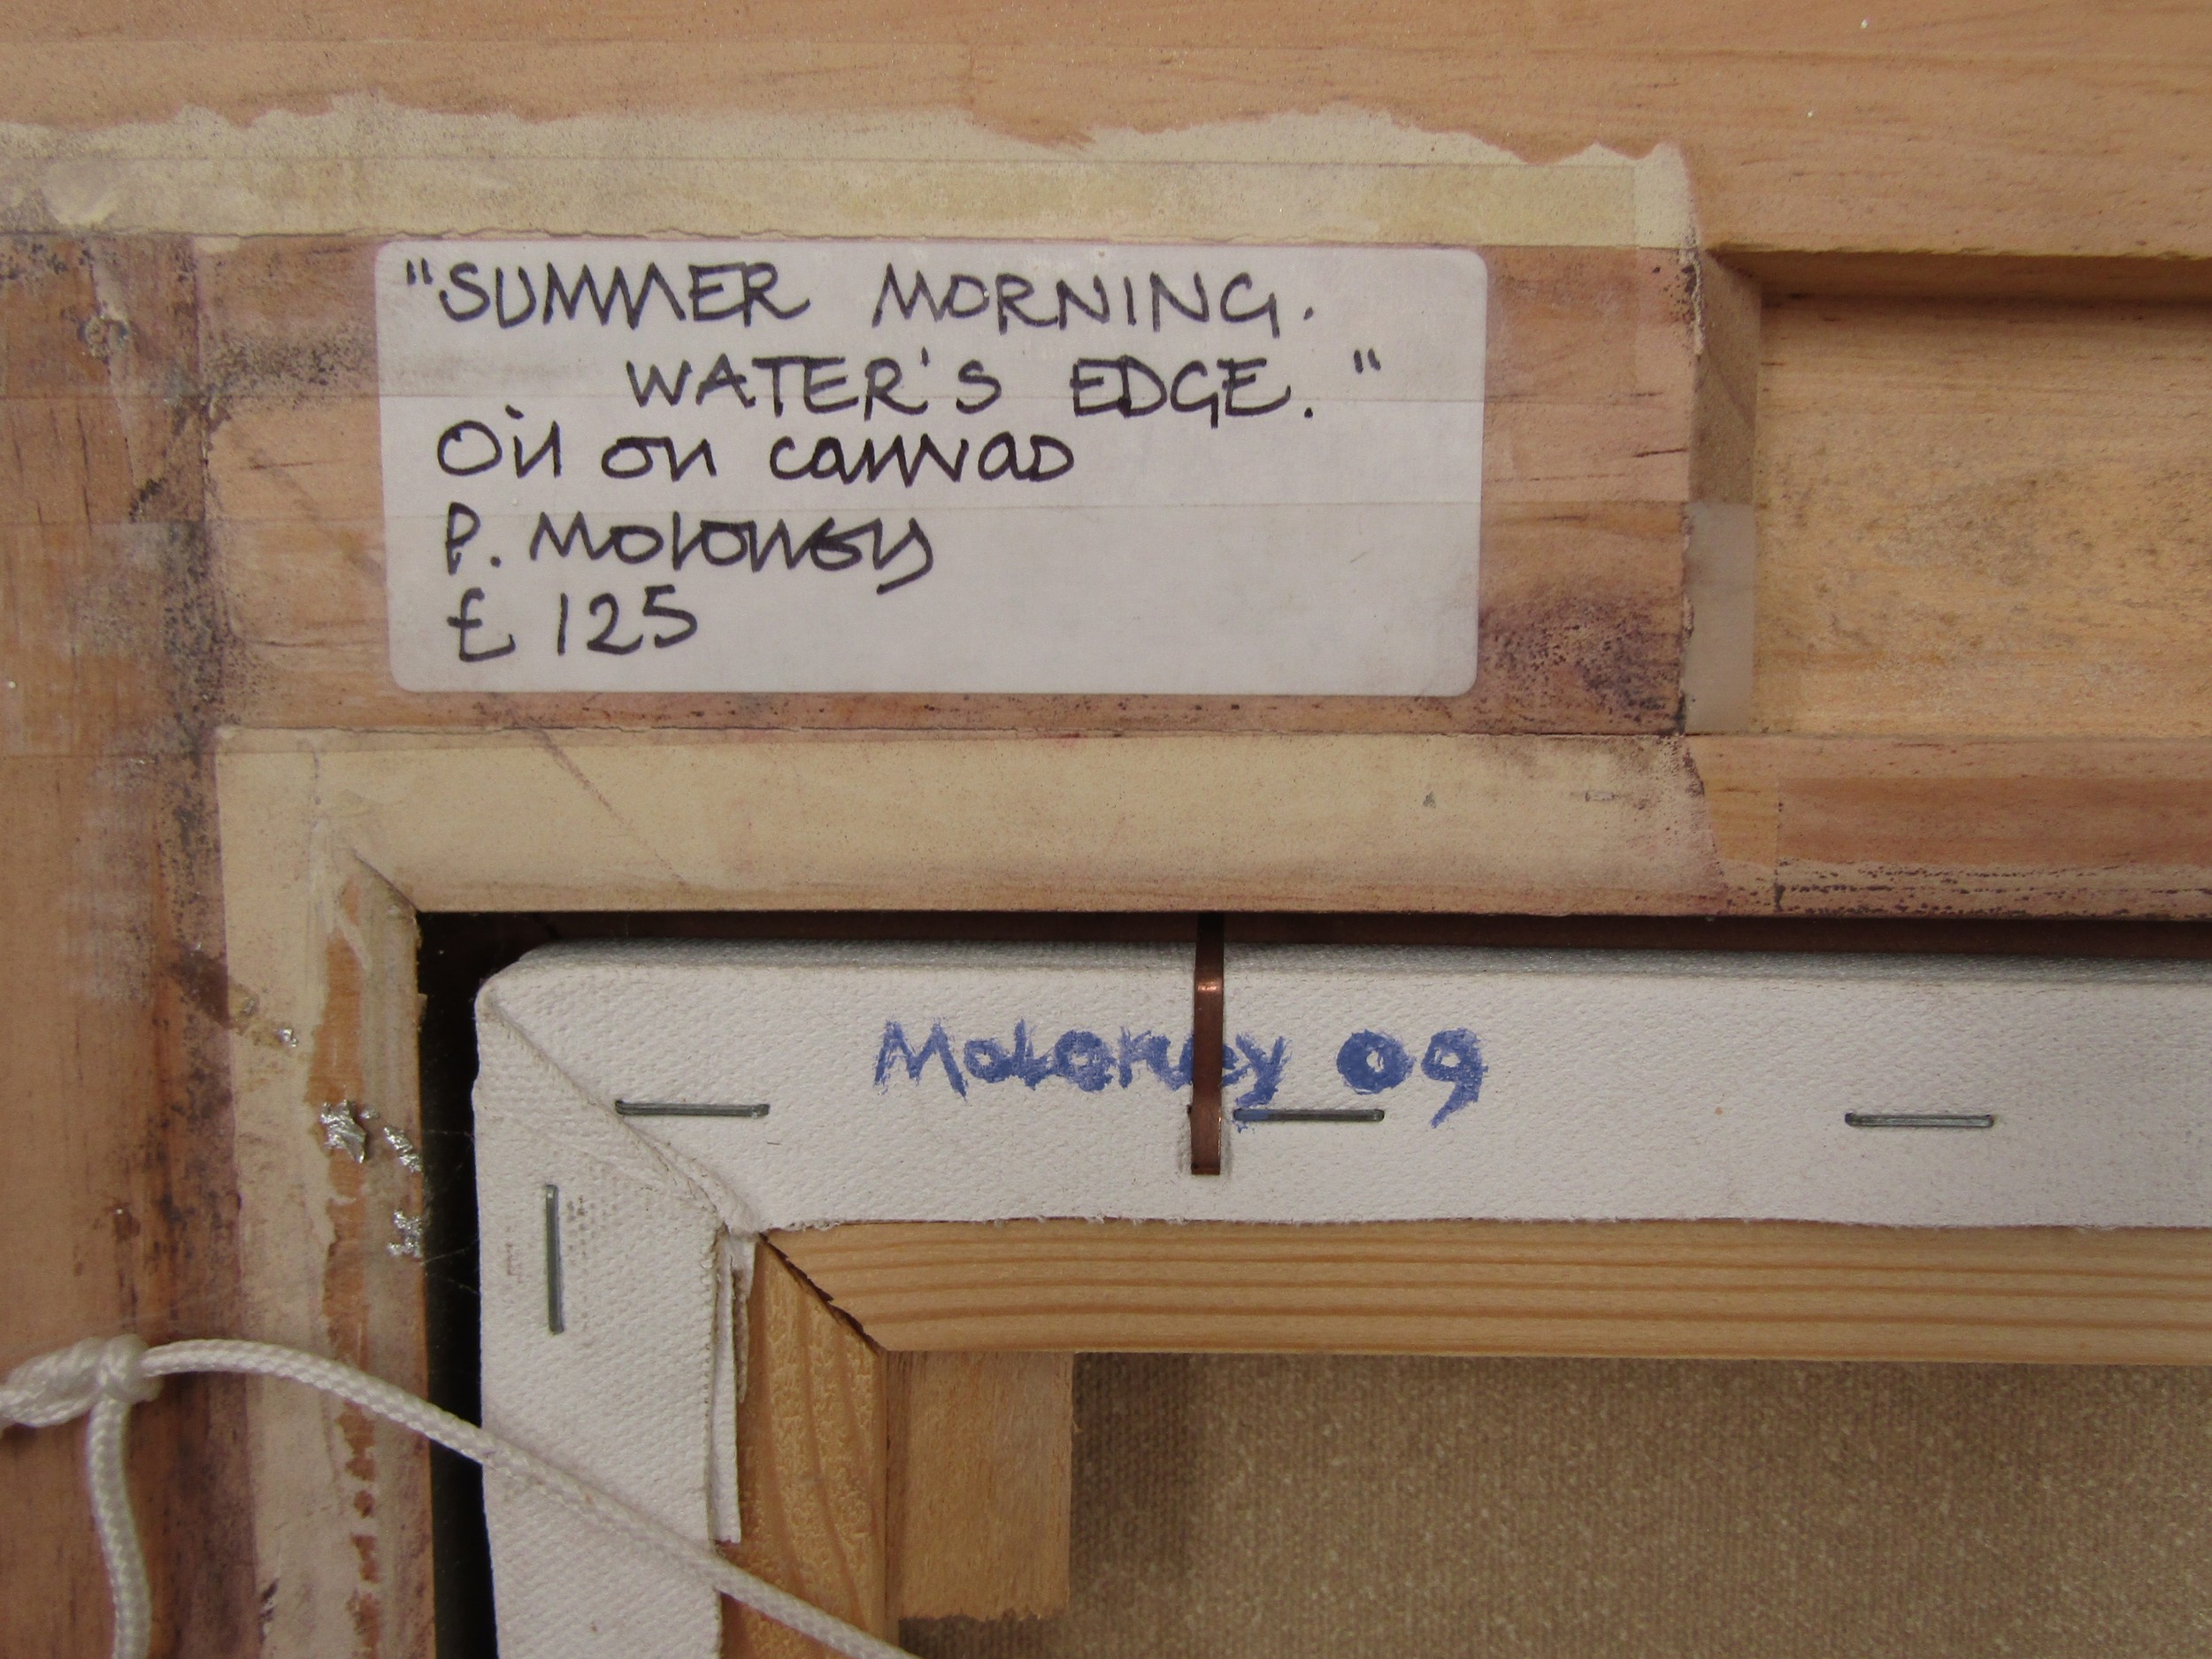 "SUMMER MORNING.
WATER'S EDGE."
Oil on canvas
P. Moloney
£ 125
Moloney 09